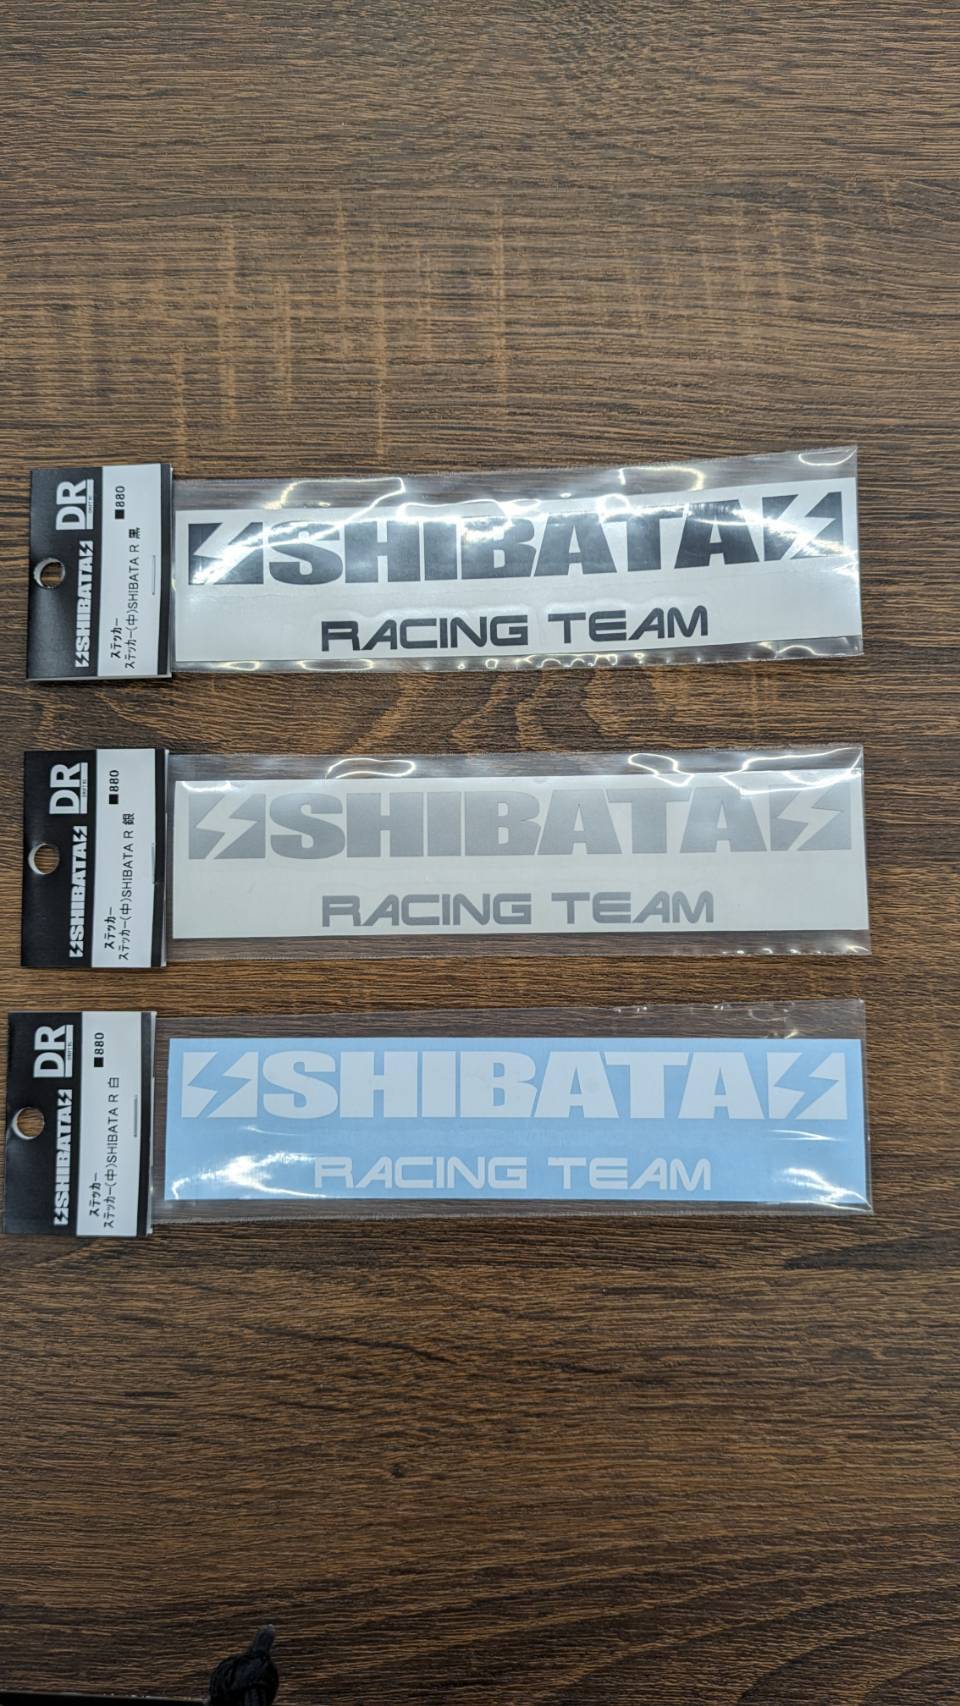 SHIBATA
RACING TEAM
SHIBATA DR
■880
ステッカー
ステッカー(中)SHIBATA R 黒
SHIBATA
RACING TEAM
SHIBATA DR
■880
ステッカー
ステッカー(中)SHIBATA R 銀
SHIBATA
RACING TEAM
SHIBATA DR
■880
ステッカー
ステッカー(中)SHIBATA R 白